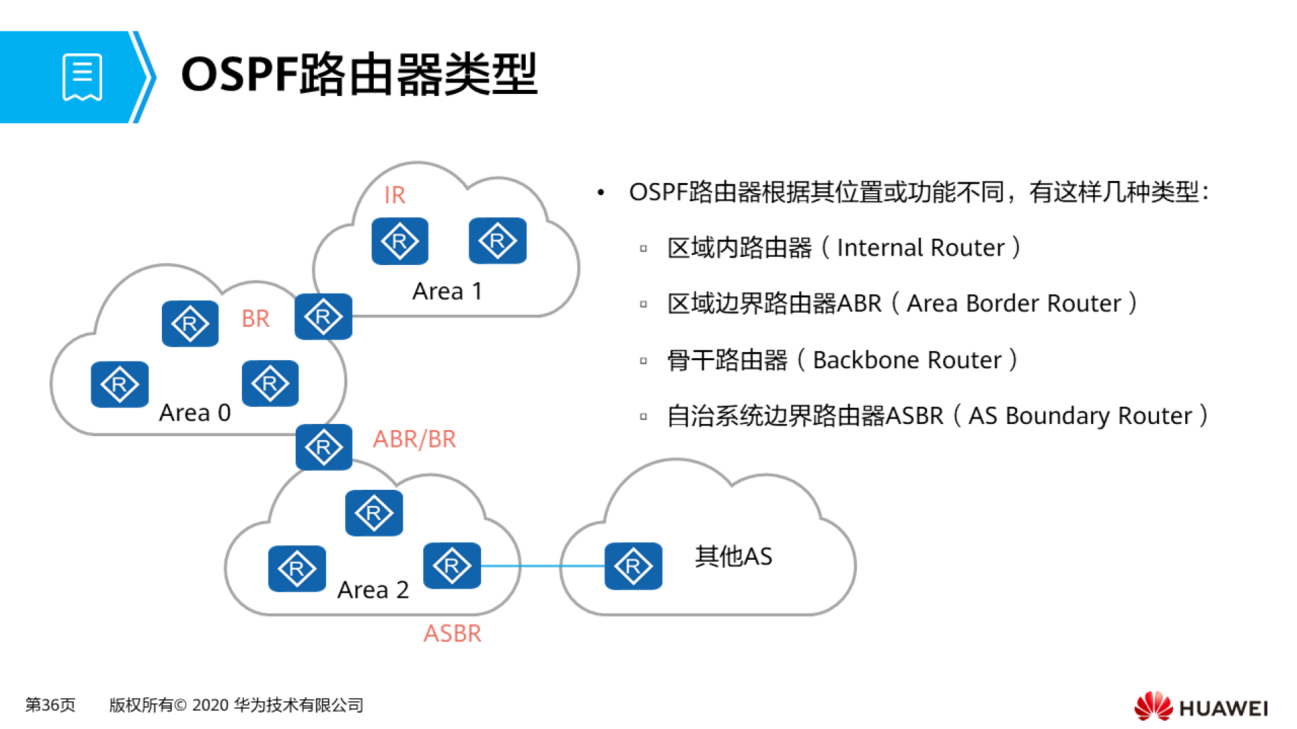 OSPF路由器类型
IR
R
R
Area 1
R
BR
R
R
R
Area 0
R
ABR/BR
R
R
R
Area 2
ASBR
R
其他AS
• OSPF路由器根据其位置或功能不同，有这样几种类型：
▫ 区域内路由器（Internal Router）
▫ 区域边界路由器ABR（Area Border Router）
▫ 骨干路由器（Backbone Router）
▫ 自治系统边界路由器ASBR（AS Boundary Router）
第36页 版权所有© 2020 华为技术有限公司
HUAWEI